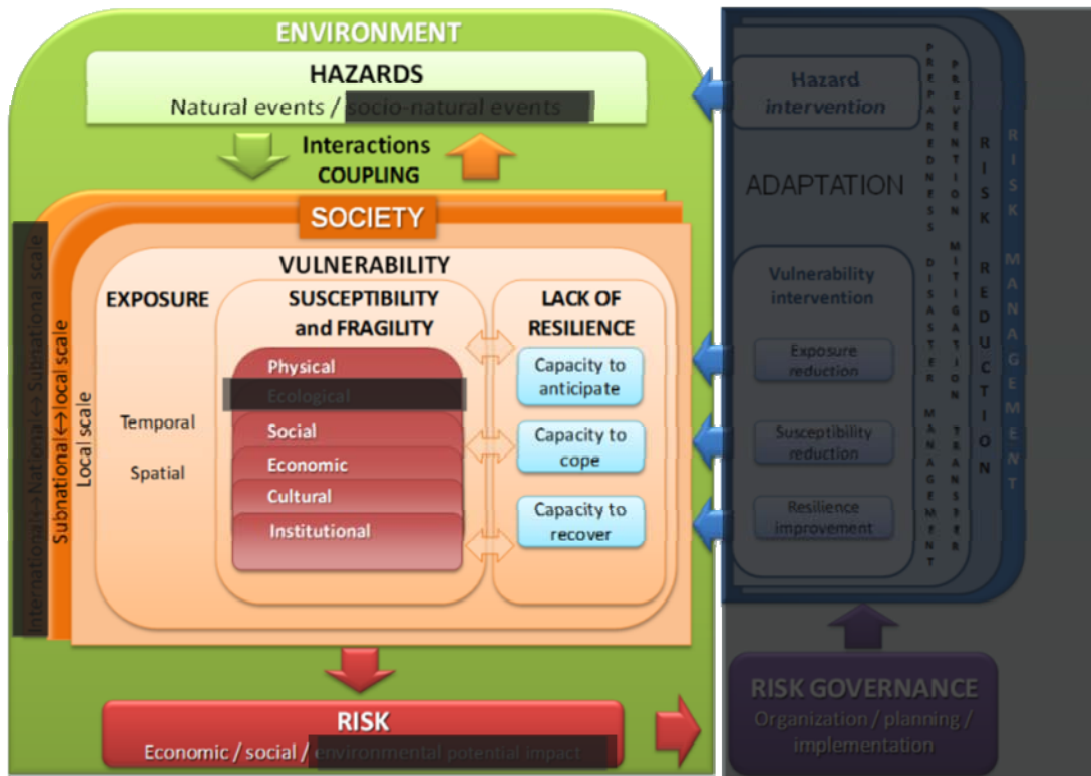 ENVIRONMENT
HAZARDS
Natural events / socio-natural events
Interactions
COUPLING
SOCIETY
International↔National↔Subnational scale
Subnational↔local scale
Local scale
VULNERABILITY
EXPOSURE
Temporal
Spatial
SUSCEPTIBILITY
and FRAGILITY
Physical
Ecological
Social
Economic
Cultural
Institutional
LACK OF
RESILIENCE
Capacity to
anticipate
Capacity to
cope
Capacity to
recover
RISK
Economic / social / environmental potential impact
Hazard
intervention
ADAPTATION
Vulnerability
intervention
Exposure
reduction
Susceptibility
reduction
Resilience
improvement
PREPAREDNESS DISASTER MANAGEMENT
PREVENTION MITIGATION TRANSFER
RISK REDUCTION
RISK MANAGEMENT
RISK GOVERNANCE
Organization / planning /
implementation